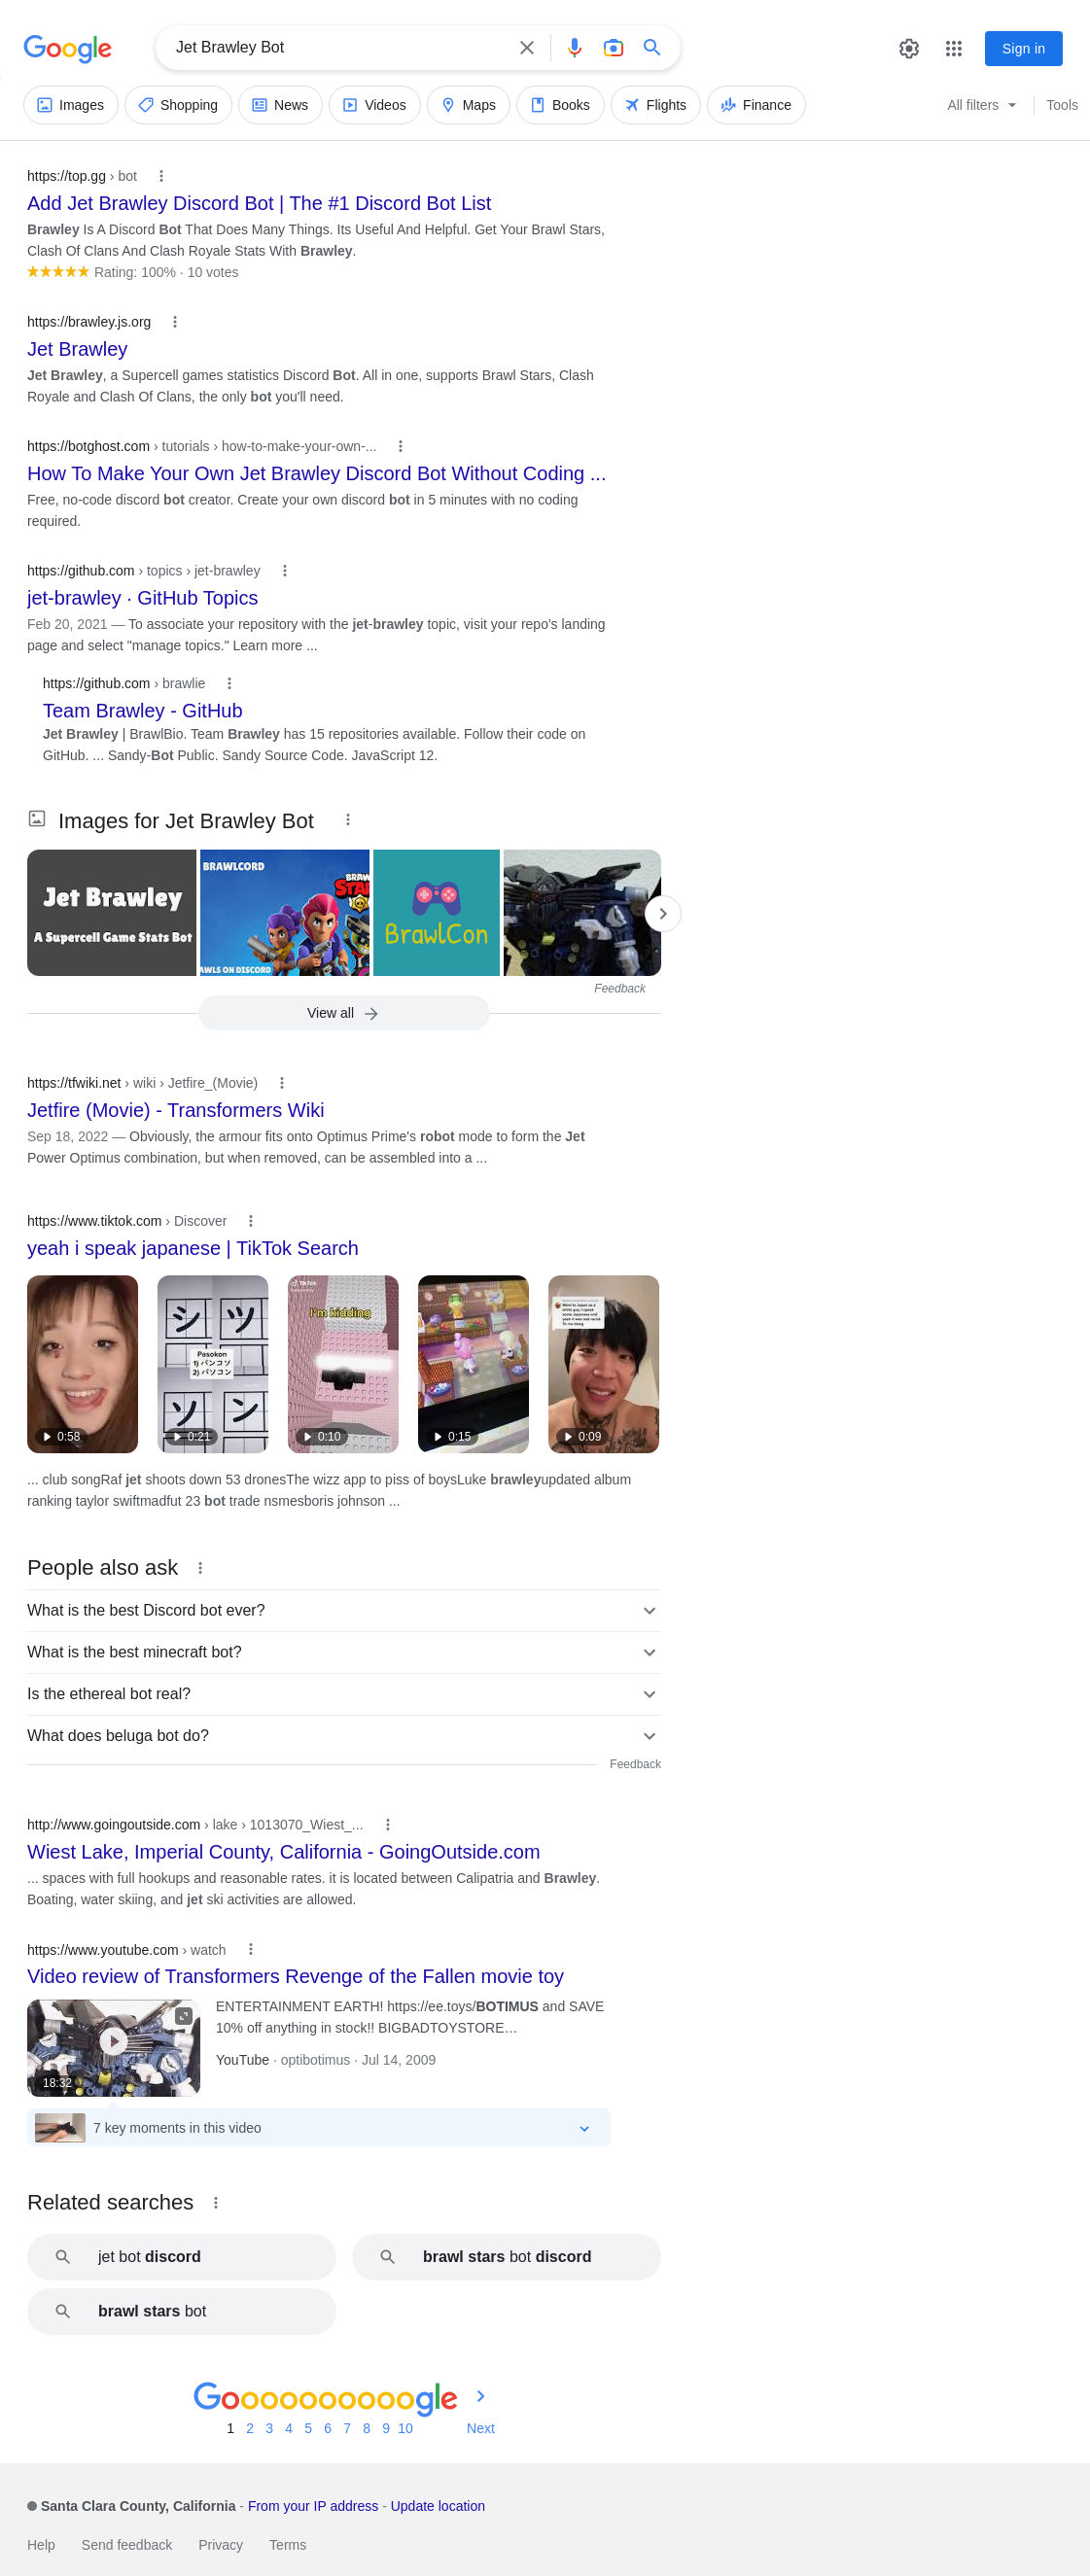 Google
Jet Brawley Bot
Sign in
Images
Shopping
News
Videos
Maps
Books
Flights
Finance
All filters
Tools
https://top.gg › bot
Add Jet Brawley Discord Bot | The #1 Discord Bot List
Brawley Is A Discord Bot That Does Many Things. Its Useful And Helpful. Get Your Brawl Stars,
Clash Of Clans And Clash Royale Stats With Brawley.
Rating: 100% · 10 votes
https://brawley.js.org
Jet Brawley
Jet Brawley, a Supercell games statistics Discord Bot. All in one, supports Brawl Stars, Clash
Royale and Clash Of Clans, the only bot you'll need.
https://botghost.com › tutorials › how-to-make-your-own-...
How To Make Your Own Jet Brawley Discord Bot Without Coding ...
Free, no-code discord bot creator. Create your own discord bot in 5 minutes with no coding
required.
https://github.com › topics › jet-brawley
jet-brawley · GitHub Topics
Feb 20, 2021 — To associate your repository with the jet-brawley topic, visit your repo's landing
page and select "manage topics." Learn more ...
https://github.com › brawlie
Team Brawley - GitHub
Jet Brawley | BrawlBio. Team Brawley has 15 repositories available. Follow their code on
GitHub. ... Sandy-Bot Public. Sandy Source Code. JavaScript 12.
Images for Jet Brawley Bot
Jet Brawley
A Supercell Game Stats Bot
BRAWLCORD
BRAW
STAR
AWLS ON DISCORD
BrawlCon
Feedback
View all
https://tfwiki.net › wiki › Jetfire_(Movie)
Jetfire (Movie) - Transformers Wiki
Sep 18, 2022 — Obviously, the armour fits onto Optimus Prime's robot mode to form the Jet
Power Optimus combination, but when removed, can be assembled into a ...
https://www.tiktok.com › Discover
yeah i speak japanese | TikTok Search
0:58
シ ツ
Pasokon
1) パンコソ
2) パソコン
ソ ン
0:21
TikTok
I'm kidding
0:10
0:15
0:09
... club songRaf jet shoots down 53 dronesThe wizz app to piss of boysLuke brawleyupdated album
ranking taylor swiftmadfut 23 bot trade nsmesboris johnson ...
People also ask
What is the best Discord bot ever?
What is the best minecraft bot?
Is the ethereal bot real?
What does beluga bot do?
Feedback
http://www.goingoutside.com › lake › 1013070_Wiest_...
Wiest Lake, Imperial County, California - GoingOutside.com
... spaces with full hookups and reasonable rates. it is located between Calipatria and Brawley.
Boating, water skiing, and jet ski activities are allowed.
https://www.youtube.com › watch
Video review of Transformers Revenge of the Fallen movie toy
ENTERTAINMENT EARTH! https://ee.toys/BOTIMUS and SAVE
10% off anything in stock!! BIGBADTOYSTORE…
YouTube · optibotimus · Jul 14, 2009
18:32
7 key moments in this video
Related searches
jet bot discord
brawl stars bot discord
brawl stars bot
Goooooooooogle
1 2 3 4 5 6 7 8 9 10 Next
Santa Clara County, California - From your IP address - Update location
Help Send feedback Privacy Terms